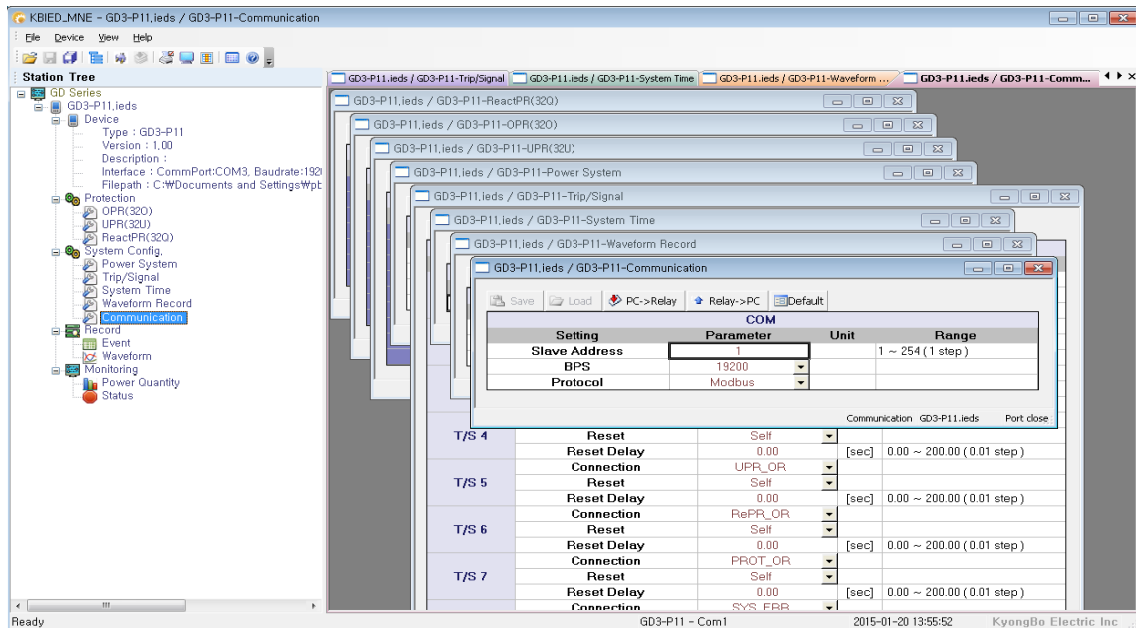 KBIED_MNE - GD3-P11.ieds / GD3-P11-Communication
File Device View Help
Station Tree
GD3-P11.ieds / GD3-P11-Trip/Signal GD3-P11.ieds / GD3-P11-System Time GD3-P11.ieds / GD3-P11-Waveform ... GD3-P11.ieds / GD3-P11-Comm...
GD Series
GD3-P11.ieds
Device
Type : GD3-P11
Version : 1,00
Description :
Interface : CommPort:COM3, Baudrate:1920
Filepath : C:₩Documents and Settings₩pb
Protection
OPR(32O)
UPR(32U)
ReactPR(32Q)
System Config,
Power System
Trip/Signal
System Time
Waveform Record
Communication
Record
Event
Waveform
Monitoring
Power Quantity
Status
GD3-P11.ieds / GD3-P11-ReactPR(32Q)
GD3-P11.ieds / GD3-P11-OPR(32O)
GD3-P11.ieds / GD3-P11-UPR(32U)
GD3-P11.ieds / GD3-P11-Power System
GD3-P11.ieds / GD3-P11-Trip/Signal
GD3-P11.ieds / GD3-P11-System Time
GD3-P11.ieds / GD3-P11-Waveform Record
GD3-P11.ieds / GD3-P11-Communication
Save Load PC->Relay Relay->PC Default
COM
Setting Parameter Unit Range
Slave Address 1 1 ~ 254 ( 1 step )
BPS 19200
Protocol Modbus
Communication GD3-P11.ieds Port close
T/S 4 Reset Self
Reset Delay 0.00 [sec] 0.00 ~ 200.00 ( 0.01 step )
Connection UPR_OR
T/S 5 Reset Self
Reset Delay 0.00 [sec] 0.00 ~ 200.00 ( 0.01 step )
Connection RePR_OR
T/S 6 Reset Self
Reset Delay 0.00 [sec] 0.00 ~ 200.00 ( 0.01 step )
Connection PROT_OR
T/S 7 Reset Self
Reset Delay 0.00 [sec] 0.00 ~ 200.00 ( 0.01 step )
Connection SYS_ERR
Ready GD3-P11 - Com1 2015-01-20 13:55:52 KyongBo Electric Inc